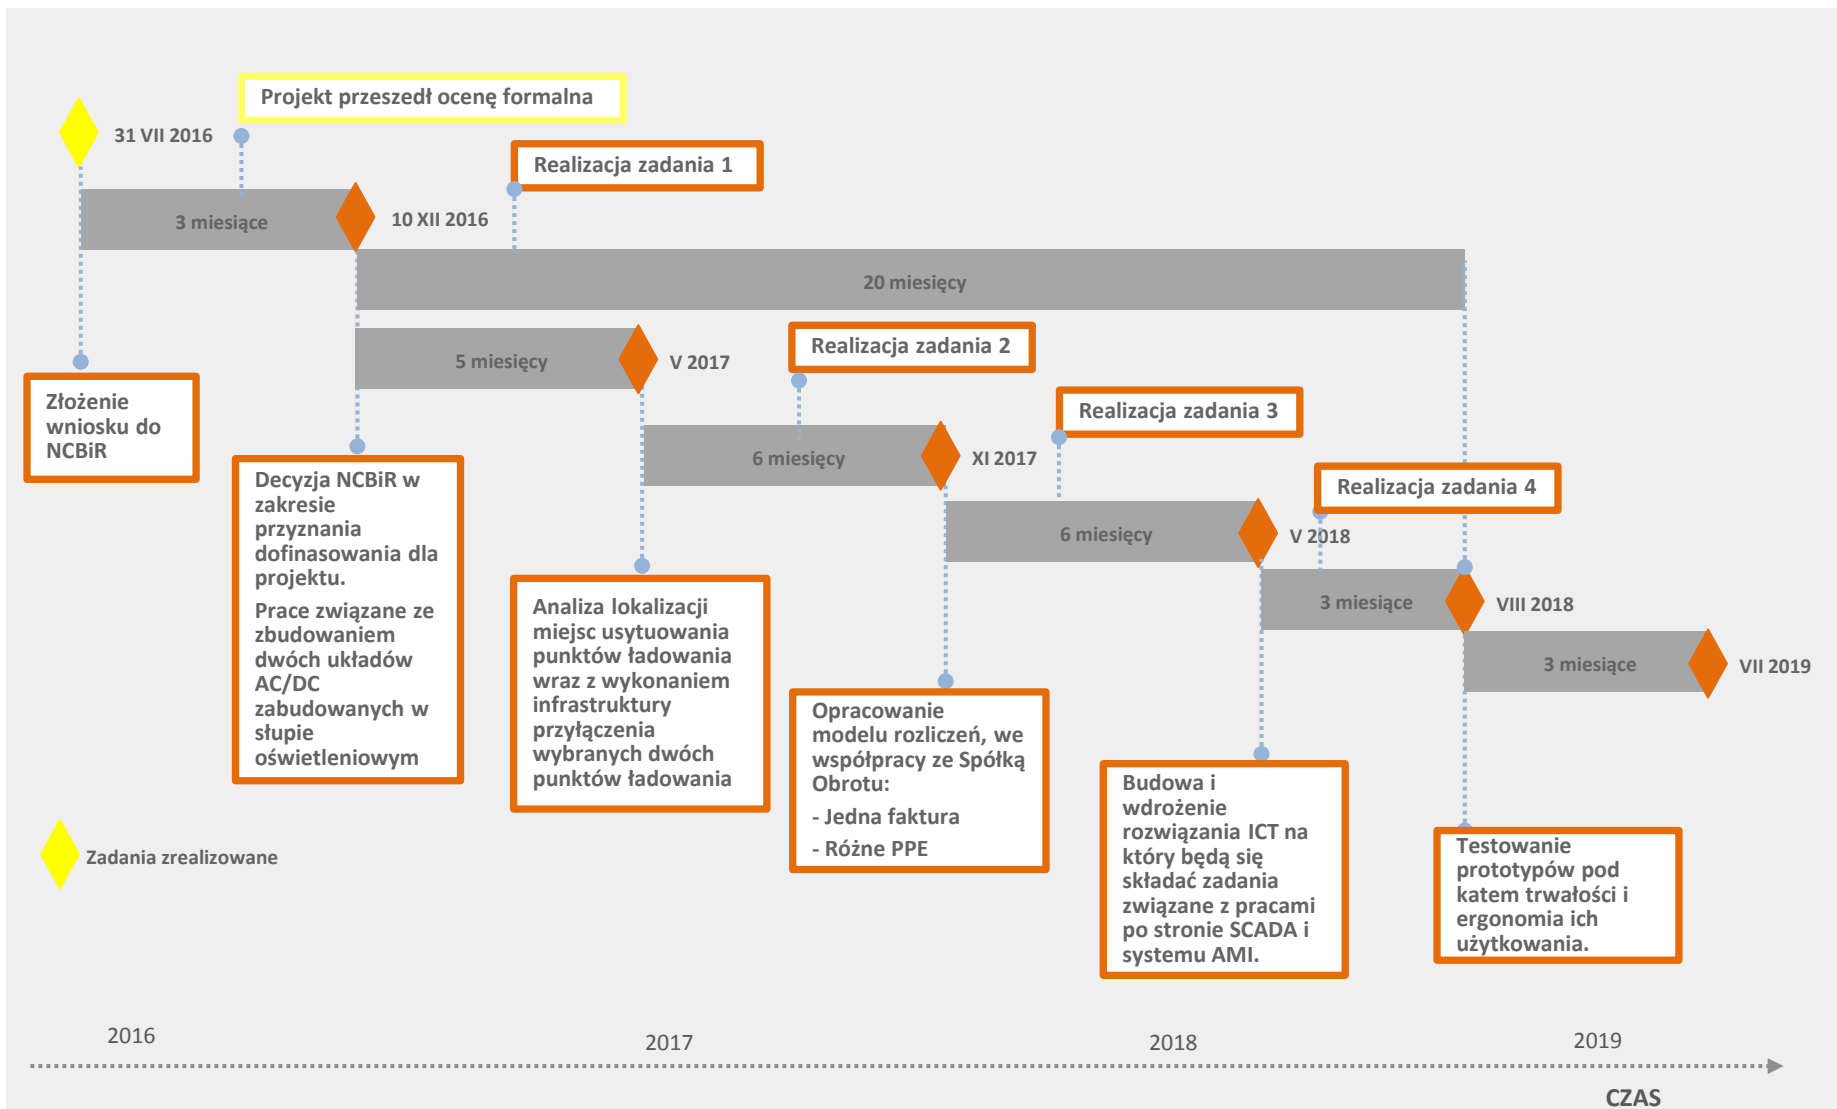 Projekt przeszedł ocenę formalna
31 VII 2016
Realizacja zadania 1
3 miesiące
10 XII 2016
20 miesięcy
5 miesięcy
V 2017
Realizacja zadania 2
Złożenie
wniosku do
NCBiR
Realizacja zadania 3
6 miesięcy
XI 2017
Decyzja NCBiR w
zakresie
przyznania
dofinasowania dla
projektu.
Prace związane ze
zbudowaniem
dwóch układów
AC/DC
zabudowanych w
słupie
oświetleniowym
Realizacja zadania 4
6 miesięcy
V 2018
Analiza lokalizacji
miejsc usytuowania
punktów ładowania
wraz z wykonaniem
infrastruktury
przyłączenia
wybranych dwóch
punktów ładowania
3 miesiące
VIII 2018
3 miesiące
VII 2019
Opracowanie
modelu rozliczeń, we
współpracy ze Spółką
Obrotu:
- Jedna faktura
- Różne PPE
Budowa i
wdrożenie
rozwiązania ICT na
który będą się
składać zadania
związane z pracami
po stronie SCADA i
systemu AMI.
Testowanie
prototypów pod
katem trwałości i
ergonomia ich
użytkowania.
Zadania zrealizowane
2016
2017
2018
2019
CZAS